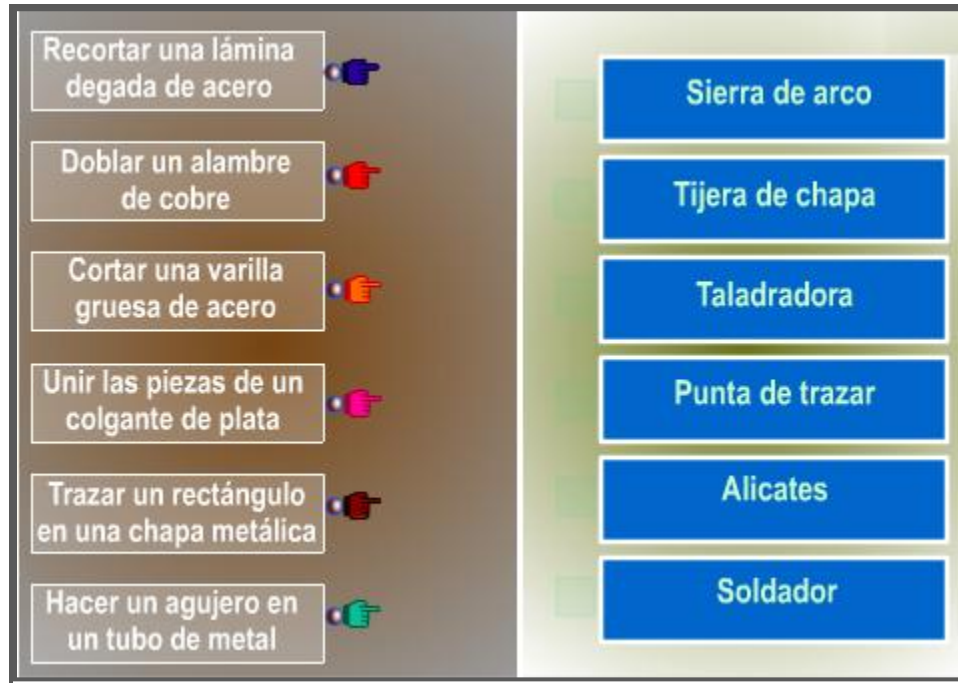 Recortar una lámina
degada de acero
Doblar un alambre
de cobre
Cortar una varilla
gruesa de acero
Unir las piezas de un
colgante de plata
Trazar un rectángulo
en una chapa metálica
Hacer un agujero en
un tubo de metal
Sierra de arco
Tijera de chapa
Taladradora
Punta de trazar
Alicates
Soldador